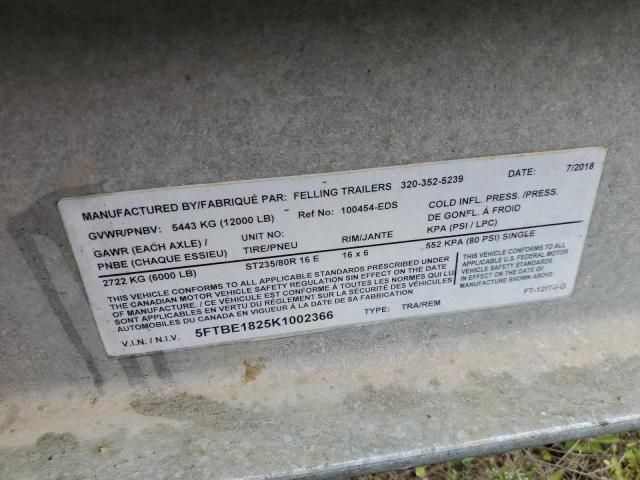 MANUFACTURED BY/FABRIQUÉ PAR: FELLING TRAILERS 320-352-5239 DATE: 7/2018
GVWR/PNBV: 5443 KG (12000 LB) Ref No: 100454-EDS COLD INFL. PRESS. /PRESS.
DE GONFL. Á FROID
GAWR (EACH AXLE) / UNIT NO: RIM/JANTE KPA (PSI / LPC)
PNBE (CHAQUE ESSIEU) TIRE/PNEU
2722 KG (6000 LB) ST235/80R 16 E 16 x 6 552 KPA (80 PSI) SINGLE
THIS VEHICLE CONFORMS TO ALL APPLICABLE STANDARDS PRESCRIBED UNDER
THE CANADIAN MOTOR VEHICLE SAFETY REGULATIONS IN EFFECT ON THE DATE
OF MANUFACTURE. / CE VÉHICULE EST CONFORME À TOUTES LES NORMES QUI LUI
SONT APPLICABLES EN VERTU DU RÈGLEMENT SUR LA SÉCURITÉ DES VÉHICULES
AUTOMOBILES DU CANADA EN VIGUEUR À LA DATE DE SA FABRICATION
THIS VEHICLE CONFORMS TO ALL
APPLICABLE U.S. FEDERAL MOTOR
VEHICLE SAFETY STANDARDS
IN EFFECT ON THE DATE OF
MANUFACTURE SHOWN ABOVE.
V.I.N. / N.I.V. 5FTBE1825K1002366 TYPE: TRA/REM FT-12IT-I-G